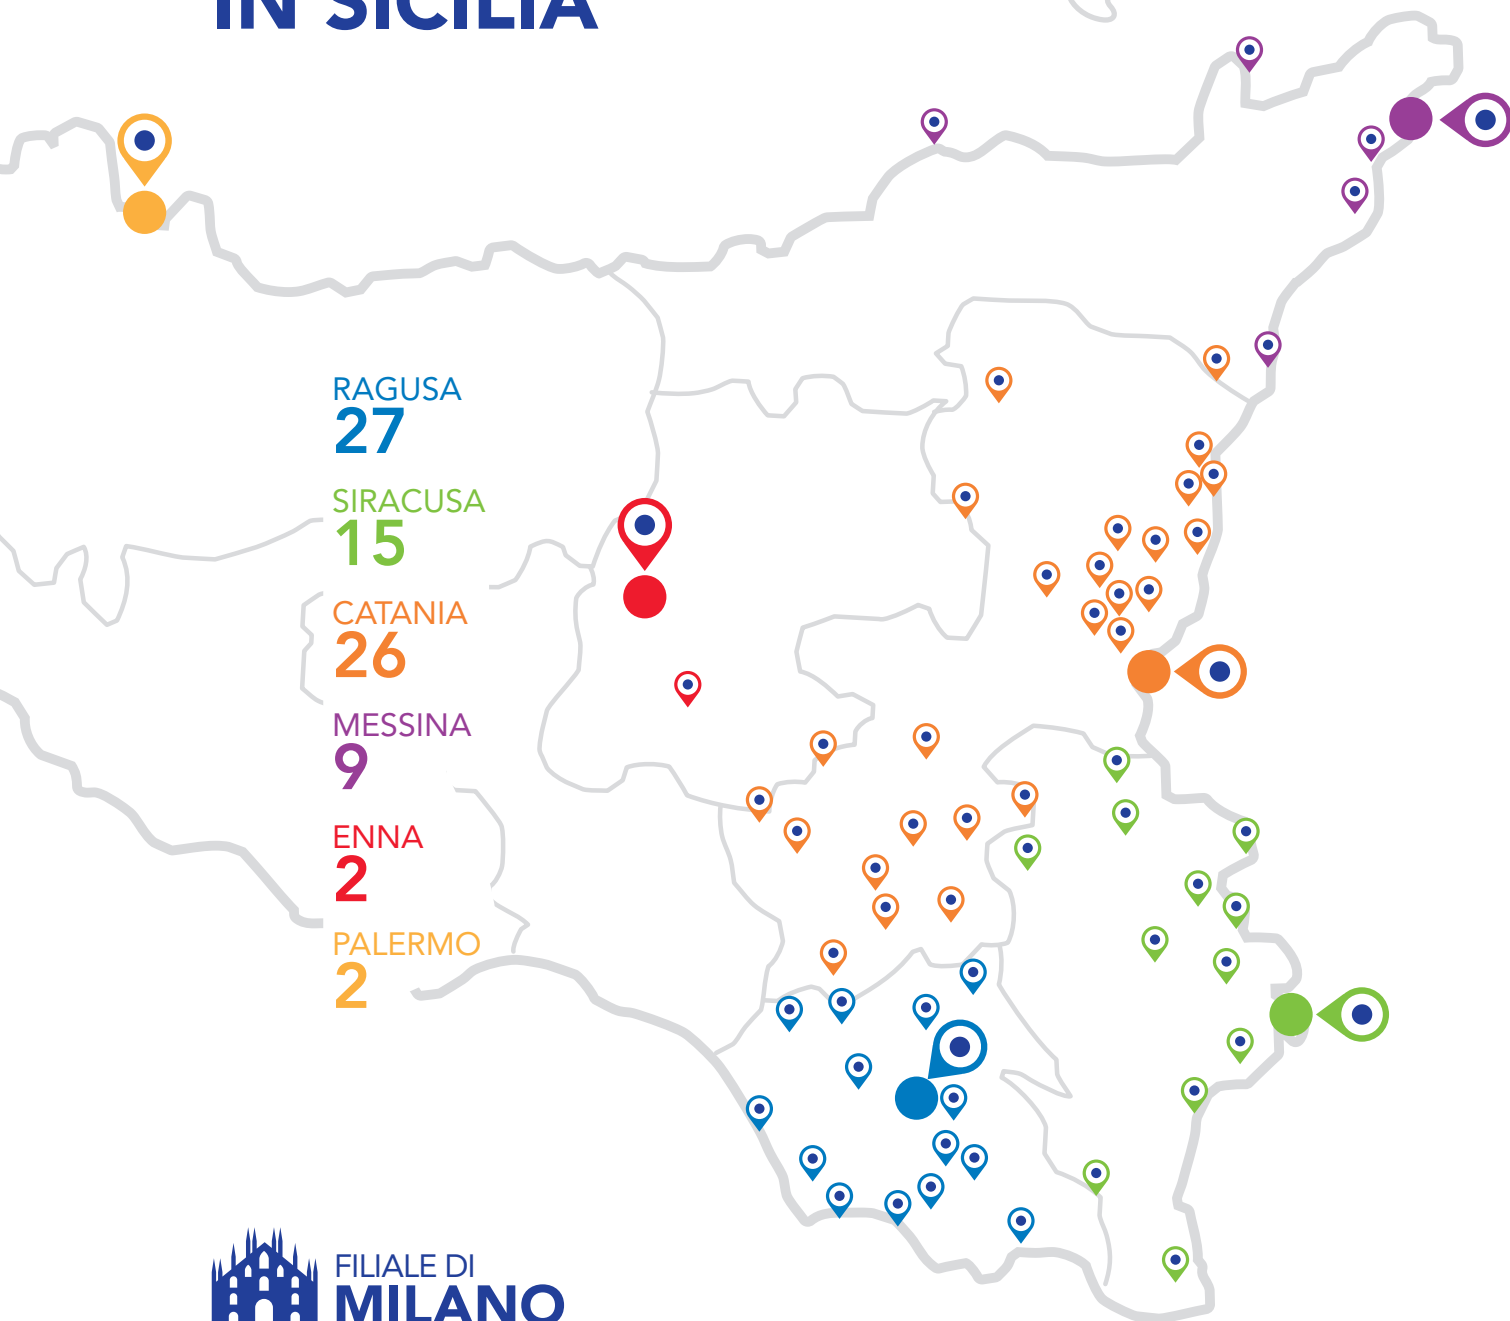 IN SICILIA
RAGUSA
27
SIRACUSA
15
CATANIA
26
MESSINA
9
ENNA
2
PALERMO
2
FILIALE DI
MILANO